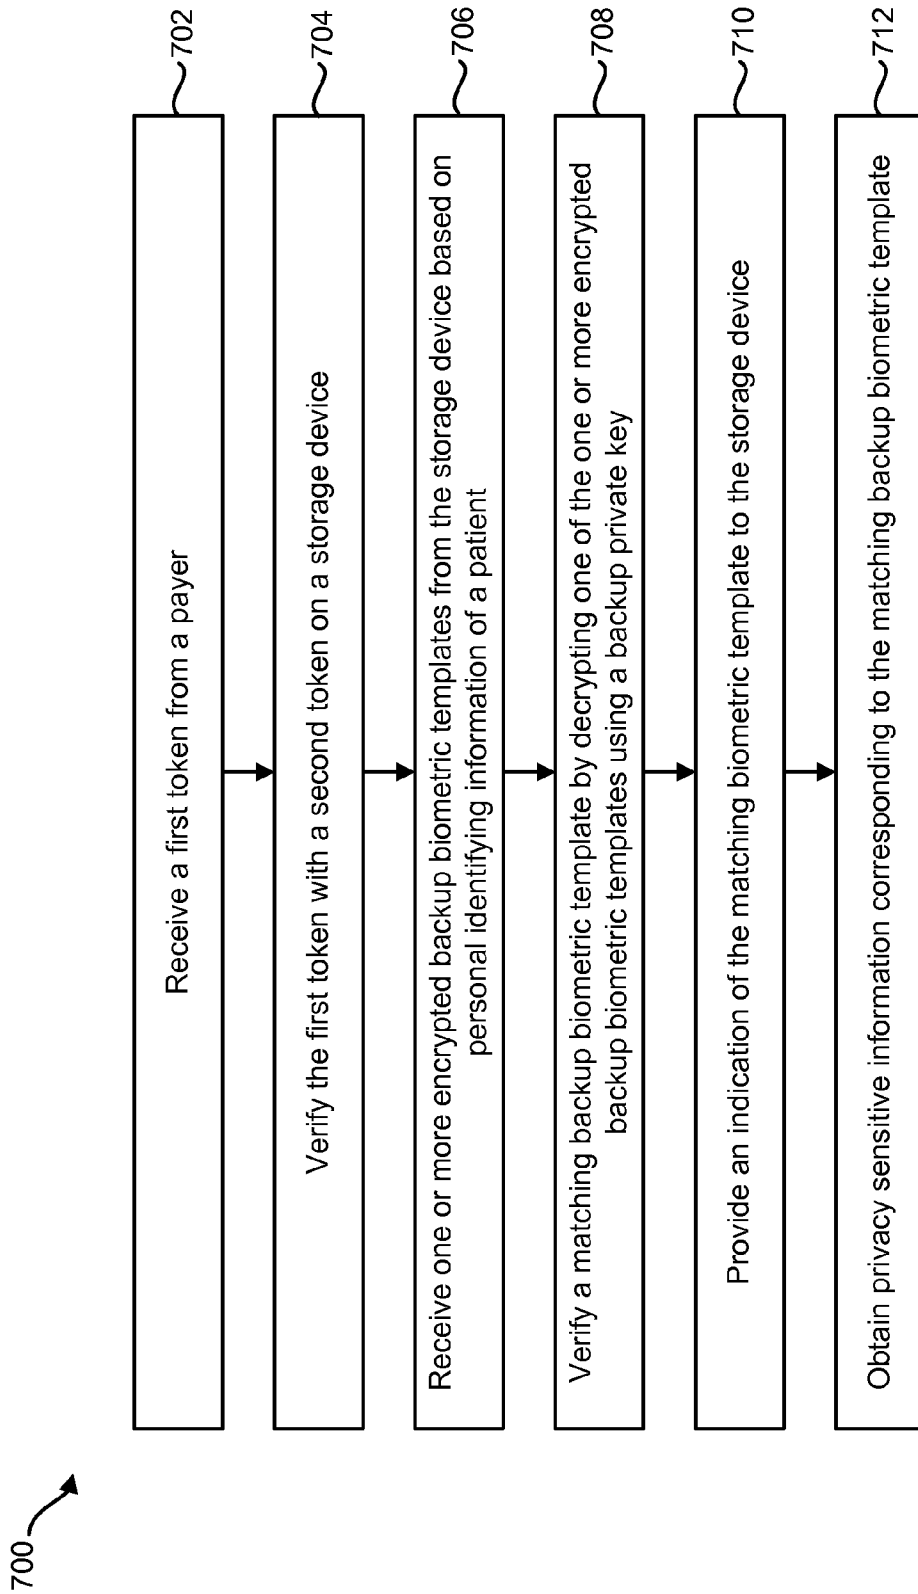 700
Receive a first token from a payer
702
Verify the first token with a second token on a storage device
704
Receive one or more encrypted backup biometric templates from the storage device based on
personal identifying information of a patient
706
Verify a matching backup biometric template by decrypting one of the one or more encrypted
backup biometric templates using a backup private key
708
Provide an indication of the matching biometric template to the storage device
710
Obtain privacy sensitive information corresponding to the matching backup biometric template
712